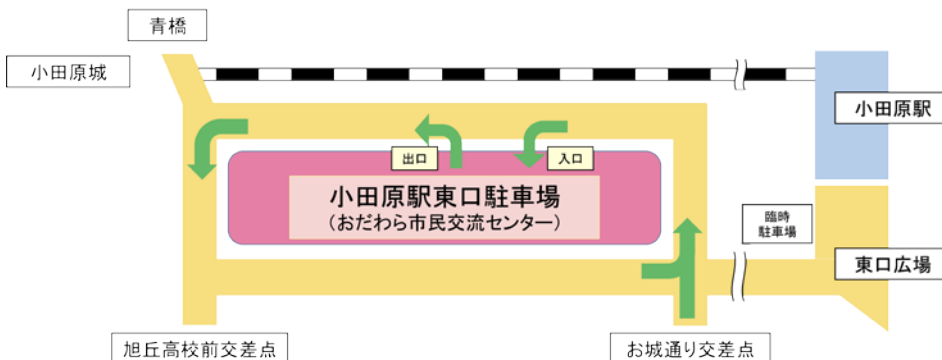 青橋
小田原城
小田原駅
出口
入口
小田原駅東口駐車場
（おだわら市民交流センター）
臨時
駐車場
東口広場
旭丘高校前交差点
お城通り交差点